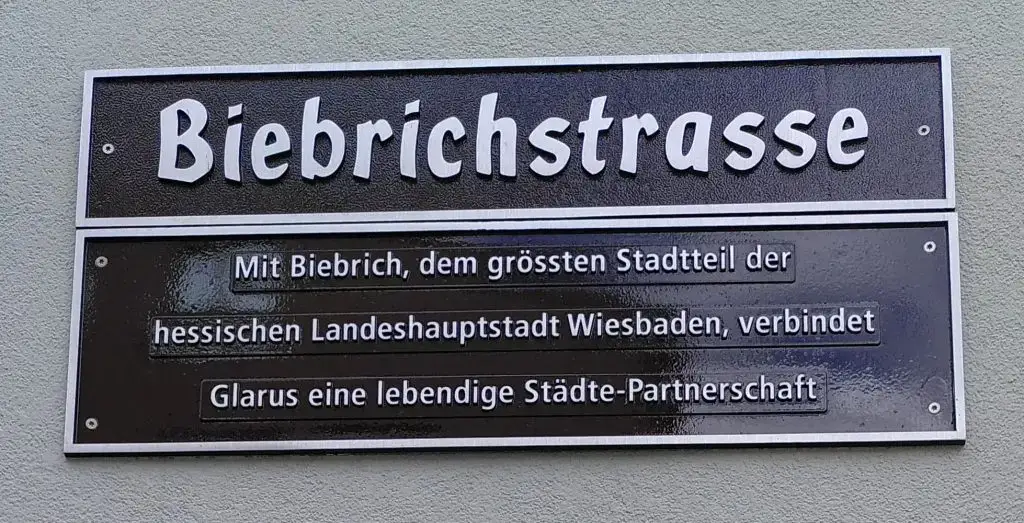 Biebrichstrasse
Mit Biebrich, dem grössten Stadtteil der
hessischen Landeshauptstadt Wiesbaden, verbindet
Glarus eine lebendige Städte-Partnerschaft